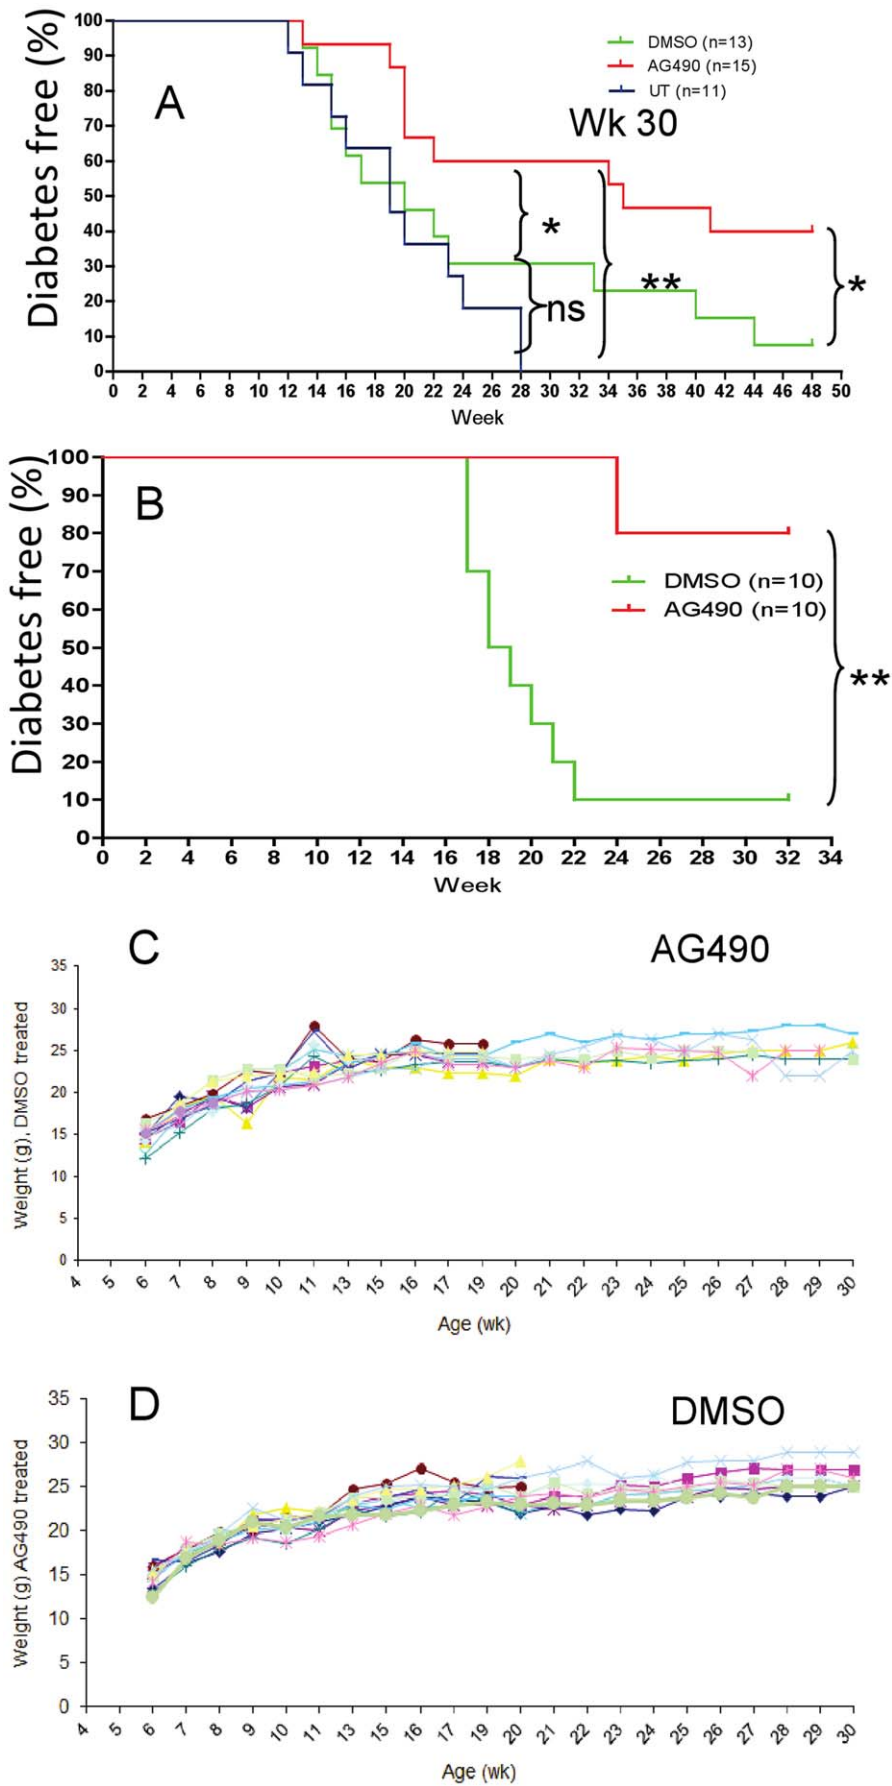 Diabetes free (%)
100
90
80
70
60
50
40
30
20
10
0
A
DMSO (n=13)
AG490 (n=15)
UT (n=11)
Wk 30
*
ns
**
*
0 2 4 6 8 10 12 14 16 18 20 22 24 26 28 30 32 34 36 38 40 42 44 46 48 50
Week
Diabetes free (%)
100
90
80
70
60
50
40
30
20
10
0
B
DMSO (n=10)
AG490 (n=10)
**
0 2 4 6 8 10 12 14 16 18 20 22 24 26 28 30 32 34
Week
C
AG490
Weight (g), DMSO treated
35
30
25
20
15
10
5
0
4 5 6 7 8 9 10 11 13 15 16 17 19 20 21 22 23 24 25 26 27 28 29 30
Age (wk)
D
DMSO
Weight (g) AG490 treated
35
30
25
20
15
10
5
0
4 5 6 7 8 9 10 11 13 15 16 17 19 20 21 22 23 24 25 26 27 28 29 30
Age (wk)